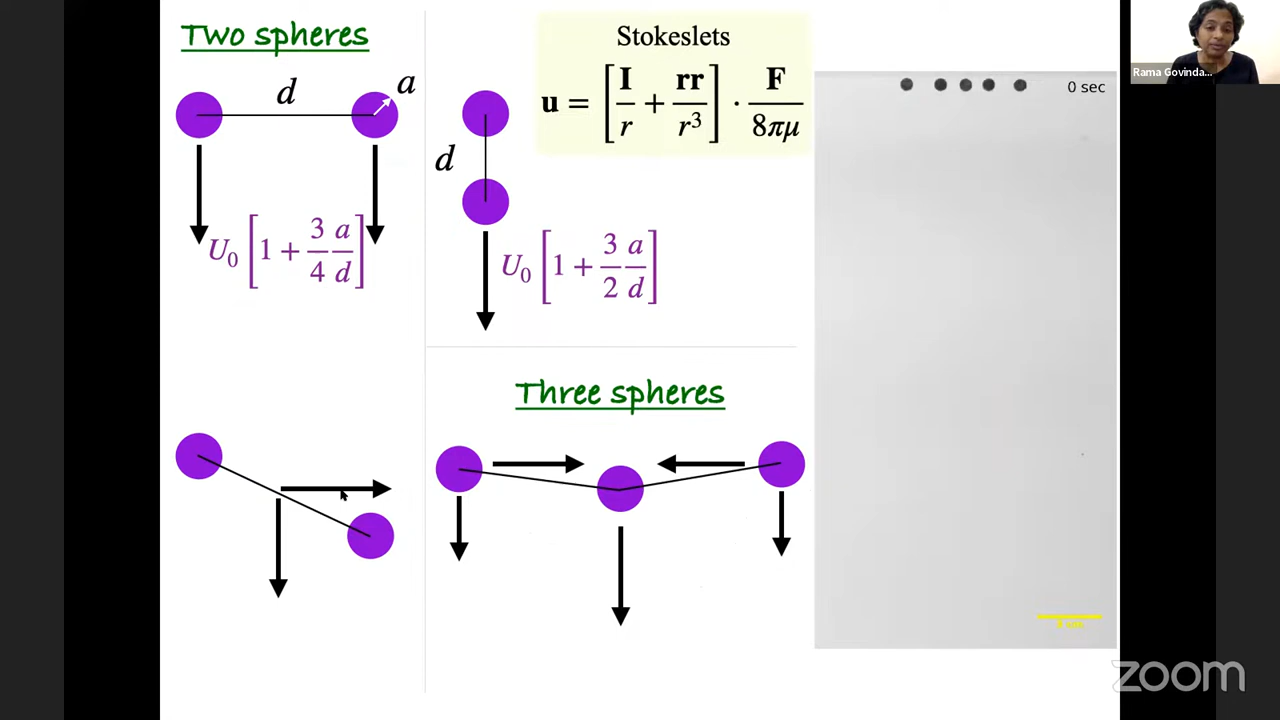 Two spheres
d
a
U₀ [1 + 3/4 a/d]
d
Stokeslets
u = [I/r + rr/r³] · F/8πμ
U₀ [1 + 3/2 a/d]
Three spheres
0 sec
Rama Govinda...
zoom